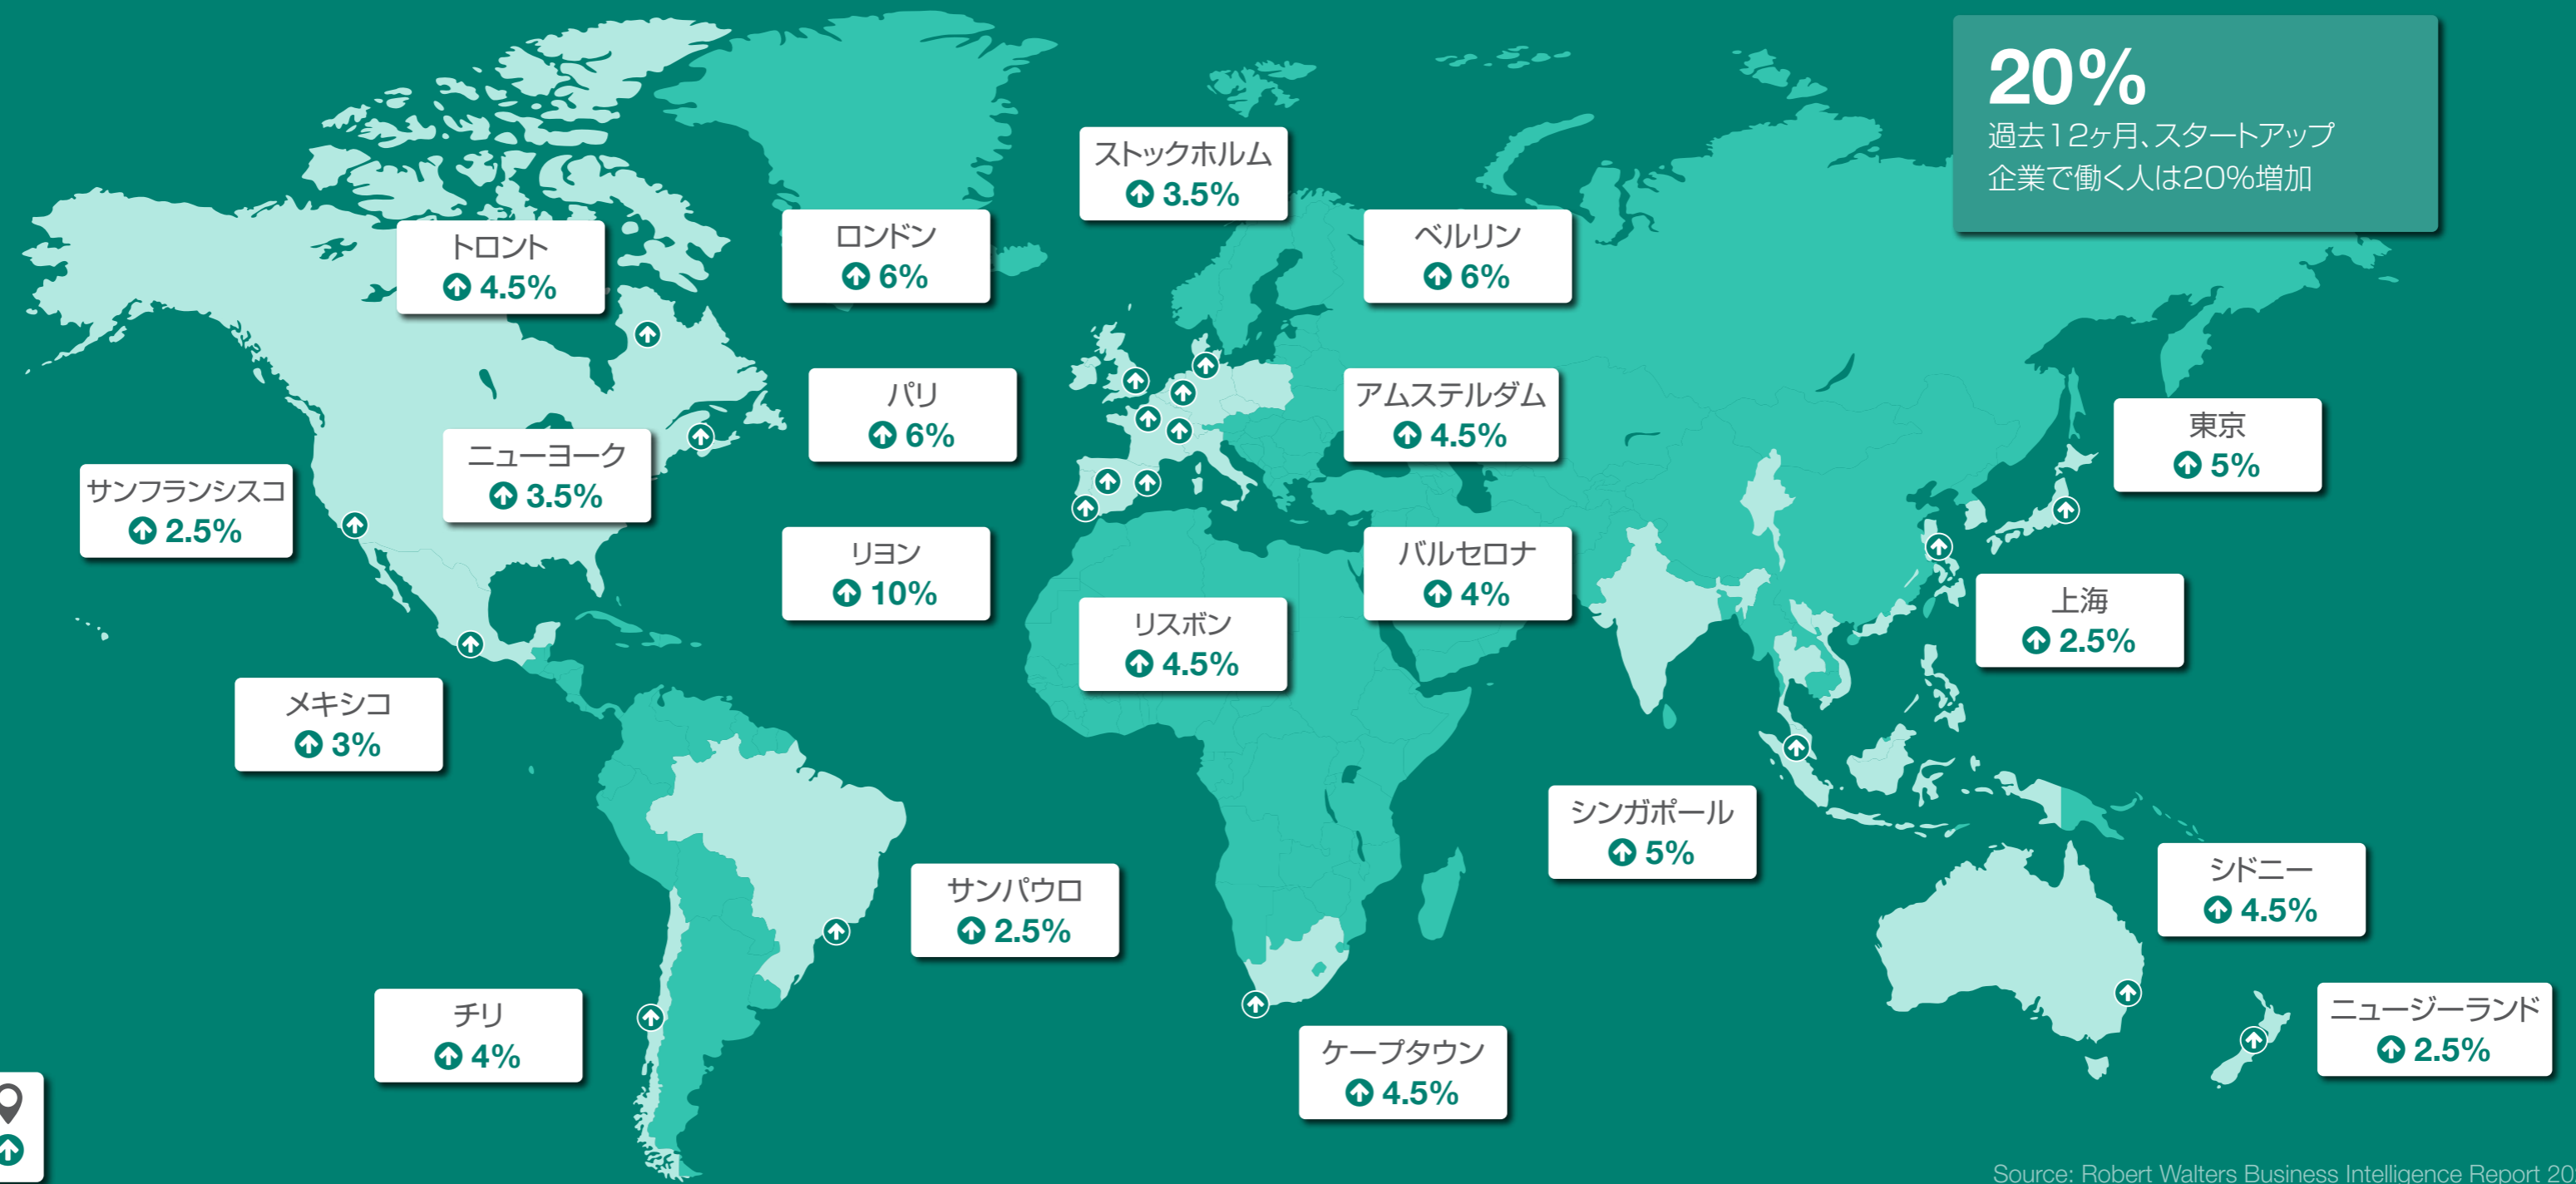 20%
過去12ヶ月、スタートアップ
企業で働く人は20%増加
ストックホルム
3.5%
トロント
4.5%
ロンドン
6%
ベルリン
6%
パリ
6%
アムステルダム
4.5%
東京
5%
ニューヨーク
3.5%
サンフランシスコ
2.5%
リヨン
10%
バルセロナ
4%
リスボン
4.5%
上海
2.5%
メキシコ
3%
シンガポール
5%
サンパウロ
2.5%
シドニー
4.5%
チリ
4%
ニュージーランド
2.5%
ケープタウン
4.5%
Source: Robert Walters Business Intelligence Report 20